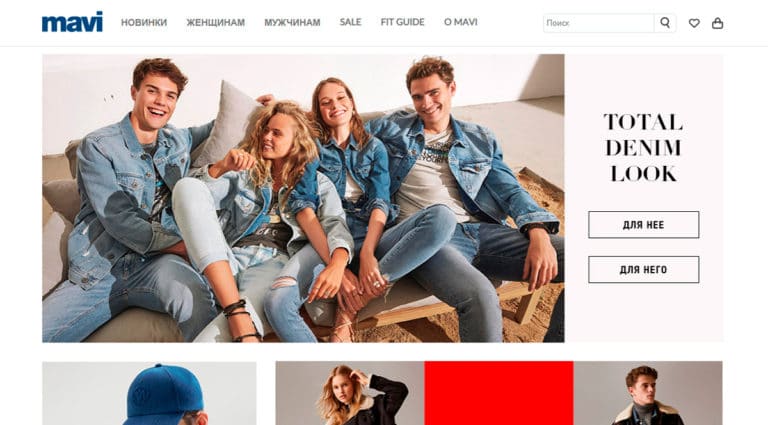 mavi
НОВИНКИ ЖЕНЩИНАМ МУЖЧИНАМ SALE FIT GUIDE О MAVI
Поиск
TOTAL
DENIM
LOOK
ДЛЯ НЕЕ
ДЛЯ НЕГО